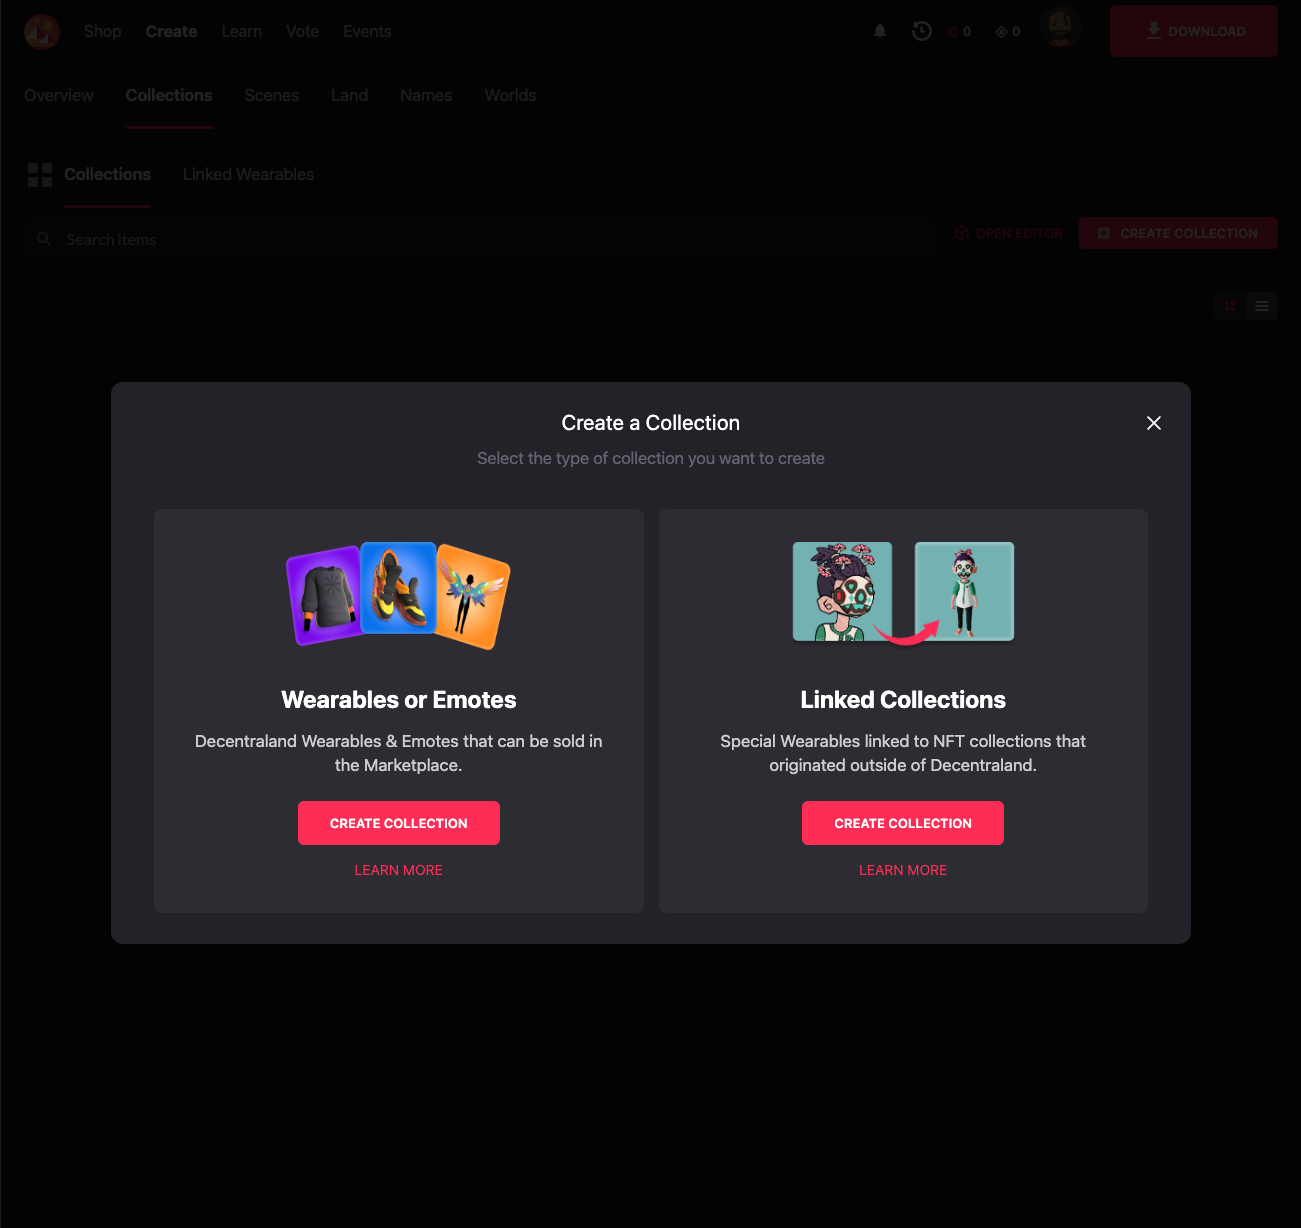 Shop Create Learn Vote Events 0 0 DOWNLOAD
Overview Collections Scenes Land Names Worlds
Collections Linked Wearables
Search items OPEN EDITOR CREATE COLLECTION
Create a Collection
Select the type of collection you want to create
Wearables or Emotes
Decentraland Wearables & Emotes that can be sold in
the Marketplace.
CREATE COLLECTION
LEARN MORE
Linked Collections
Special Wearables linked to NFT collections that
originated outside of Decentraland.
CREATE COLLECTION
LEARN MORE